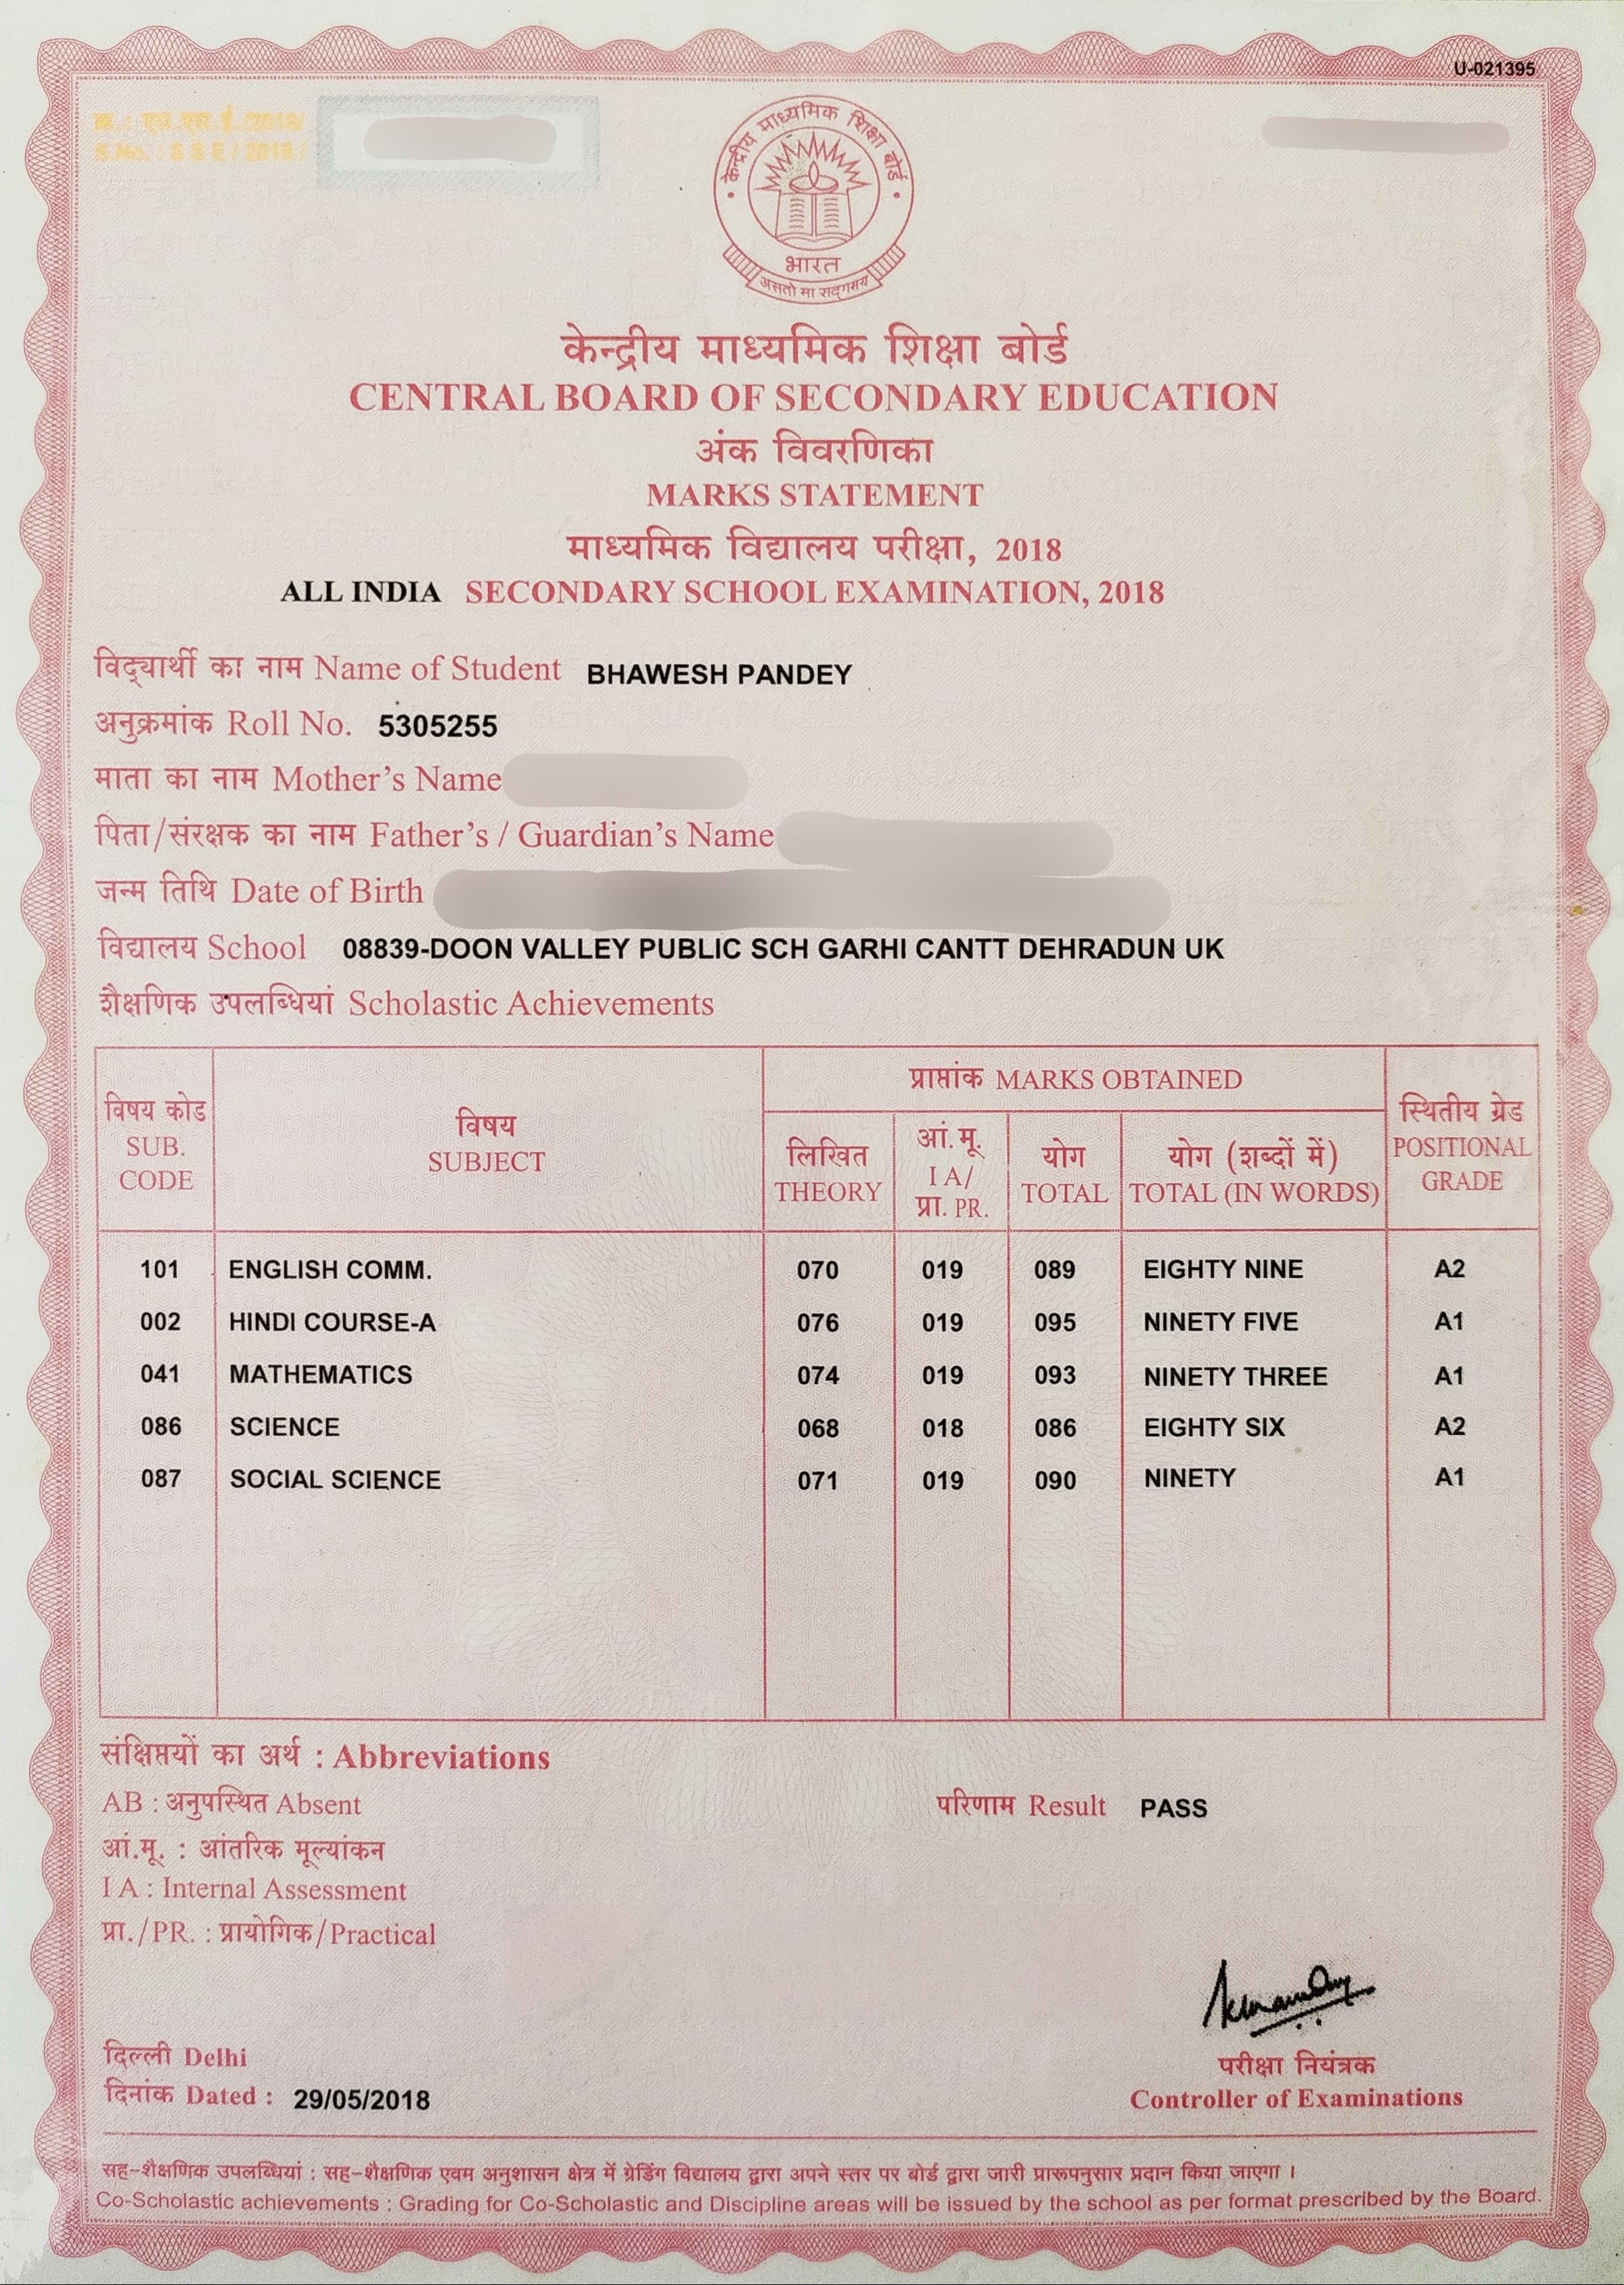 U-021395
केन्द्रीय माध्यमिक शिक्षा बोर्ड
भारत
असतो मा सद्गमय
केन्द्रीय माध्यमिक शिक्षा बोर्ड
CENTRAL BOARD OF SECONDARY EDUCATION
अंक विवरणिका
MARKS STATEMENT
माध्यमिक विद्यालय परीक्षा, 2018
ALL INDIA SECONDARY SCHOOL EXAMINATION, 2018
विद्यार्थी का नाम Name of Student BHAWESH PANDEY
अनुक्रमांक Roll No. 5305255
माता का नाम Mother's Name
पिता/संरक्षक का नाम Father's / Guardian's Name
जन्म तिथि Date of Birth
विद्यालय School 08839-DOON VALLEY PUBLIC SCH GARHI CANTT DEHRADUN UK
शैक्षणिक उपलब्धियां Scholastic Achievements
विषय कोड SUB. CODE विषय SUBJECT प्राप्तांक MARKS OBTAINED स्थितीय ग्रेड POSITIONAL GRADE
लिखित THEORY आं.मू. I A/ प्रा. PR. योग TOTAL योग (शब्दों में) TOTAL (IN WORDS)
101 ENGLISH COMM. 070 019 089 EIGHTY NINE A2
002 HINDI COURSE-A 076 019 095 NINETY FIVE A1
041 MATHEMATICS 074 019 093 NINETY THREE A1
086 SCIENCE 068 018 086 EIGHTY SIX A2
087 SOCIAL SCIENCE 071 019 090 NINETY A1
संक्षिप्तयों का अर्थ : Abbreviations
AB : अनुपस्थित Absent
परिणाम Result PASS
आं.मू. : आंतरिक मूल्यांकन
I A : Internal Assessment
प्रा./PR. : प्रायोगिक/Practical
दिल्ली Delhi
दिनांक Dated : 29/05/2018
परीक्षा नियंत्रक
Controller of Examinations
सह-शैक्षणिक उपलब्धियां : सह-शैक्षणिक एवम अनुशासन क्षेत्र में ग्रेडिंग विद्यालय द्वारा अपने स्तर पर बोर्ड द्वारा जारी प्रारूपनुसार प्रदान किया जाएगा ।
Co-Scholastic achievements : Grading for Co-Scholastic and Discipline areas will be issued by the school as per format prescribed by the Board.